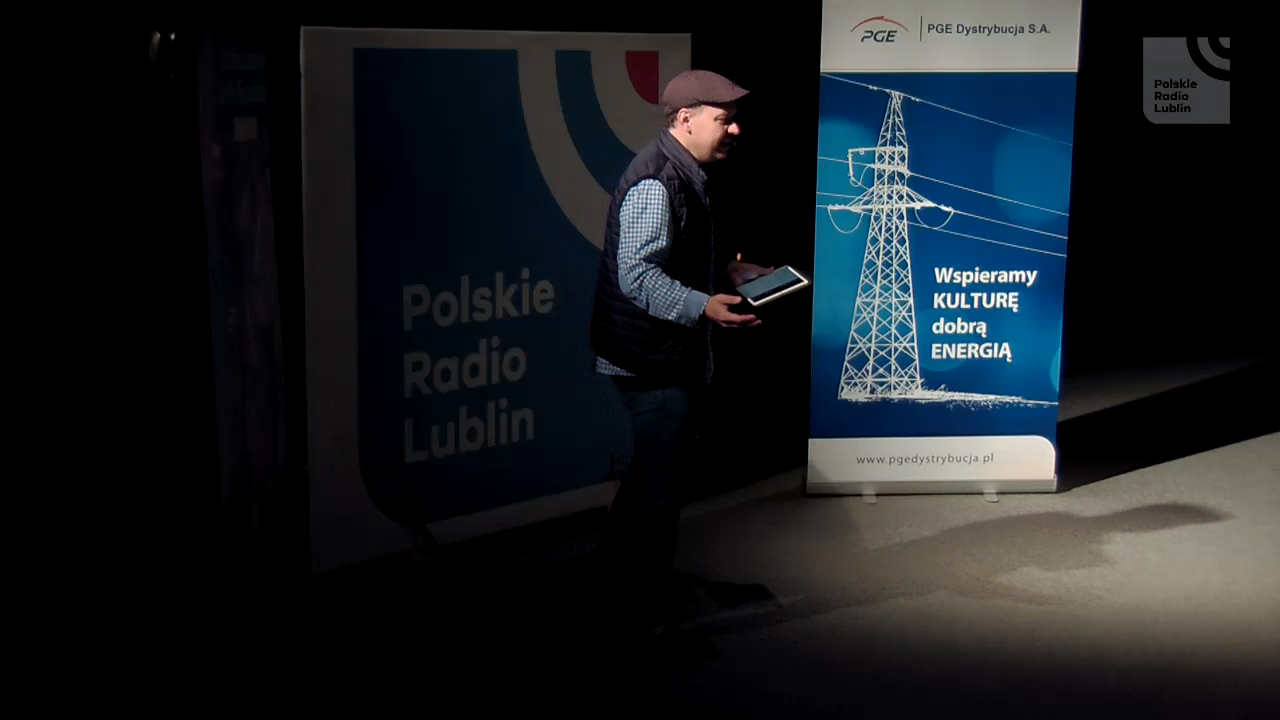 Polskie
Radio
Lublin
PGE
PGE Dystrybucja S.A.
Wspieramy
KULTURĘ
dobrą
ENERGIĄ
www.pgedystrybucja.pl
Polskie
Radio
Lublin